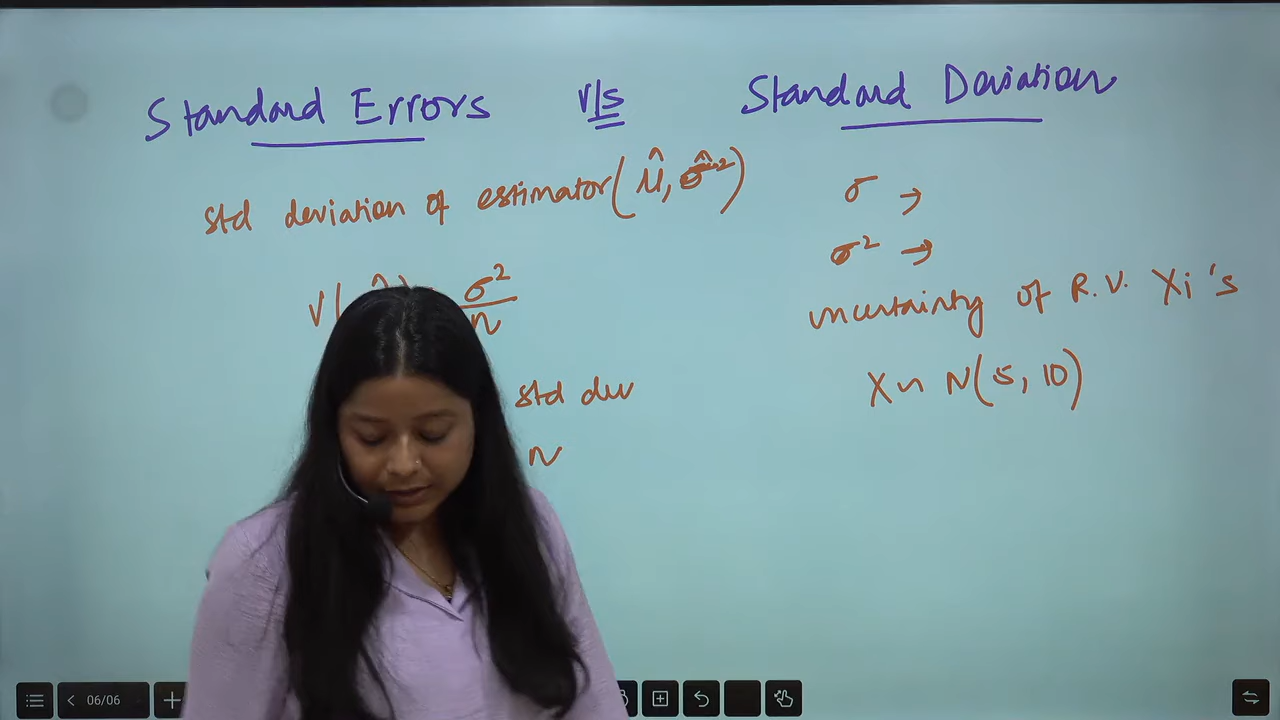 Standard Errors v/s Standard Deviation
std deviation of estimator (μ̂, σ̂²)
σ →
σ² →
V( σ²/n
uncertainty of R.V. Xi's
std dev
X ~ N(5, 10)
06/06